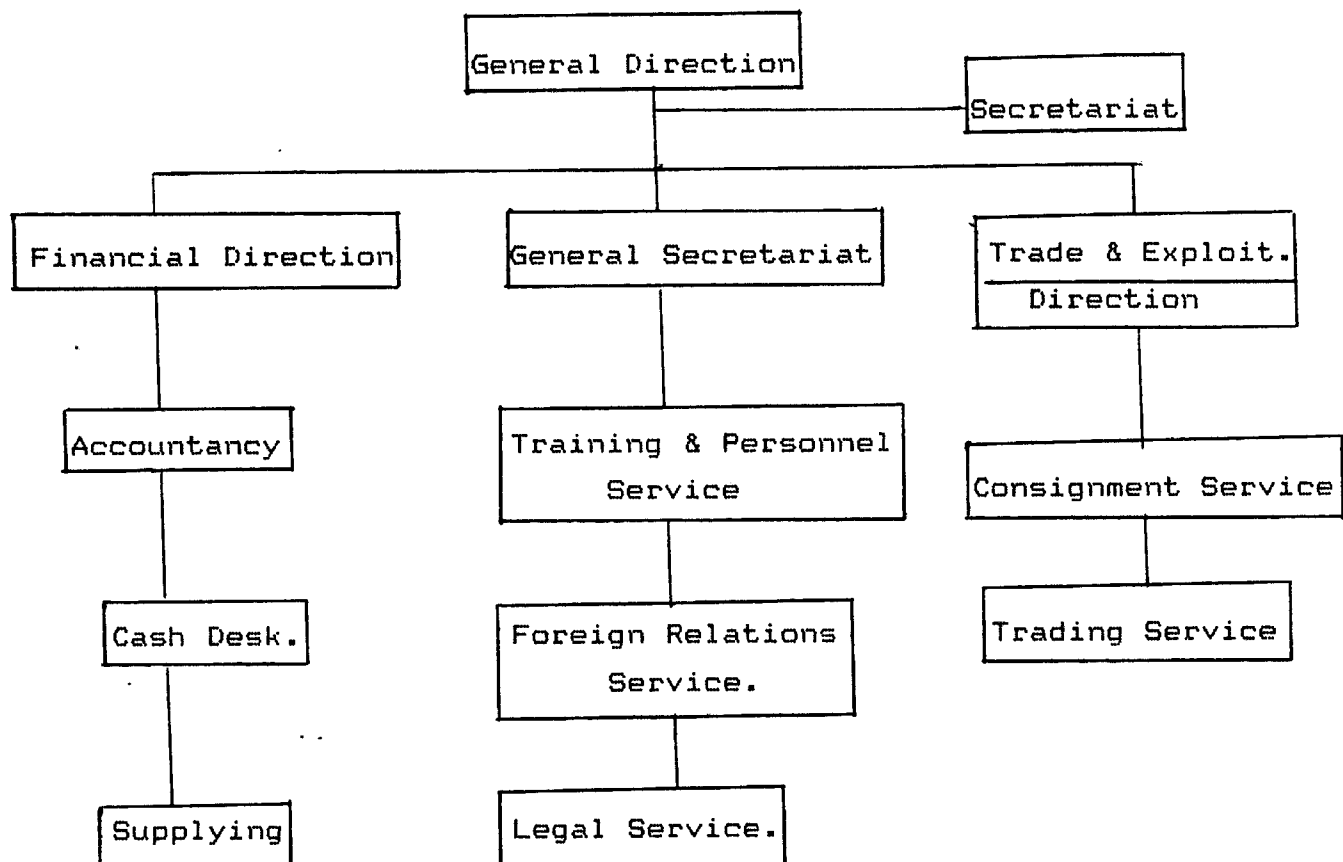 General Direction
Secretariat
Financial Direction
General Secretariat
Trade & Exploit.
Direction
Accountancy
Training & Personnel
Service
Consignment Service
Cash Desk.
Foreign Relations
Service.
Trading Service
Supplying
Legal Service.